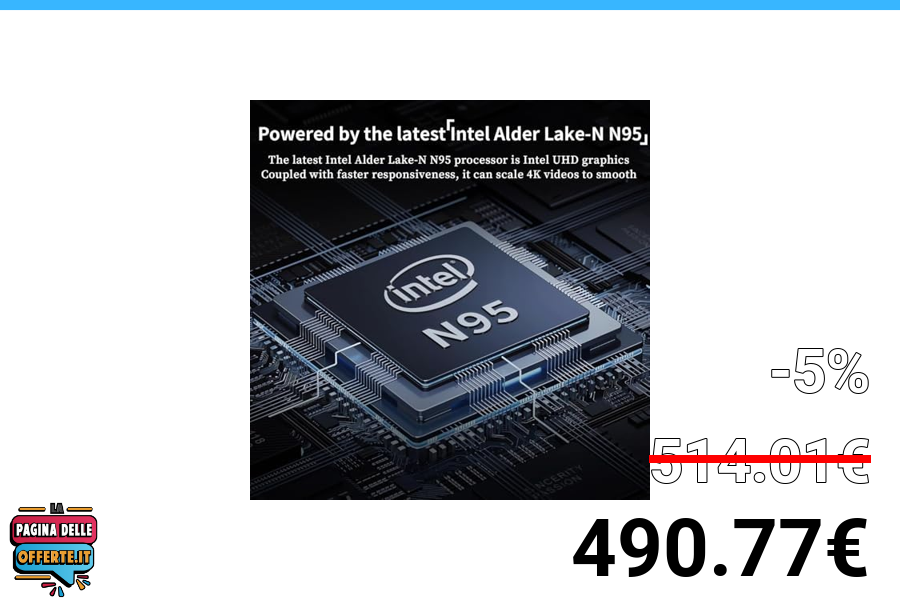 Powered by the latest「Intel Alder Lake-N N95」
The latest Intel Alder Lake-N N95 processor is Intel UHD graphics
Coupled with faster responsiveness, it can scale 4K videos to smooth
intel
N95
-5%
514.01€
490.77€
LA
PAGINA DELLE
OFFERTE.IT